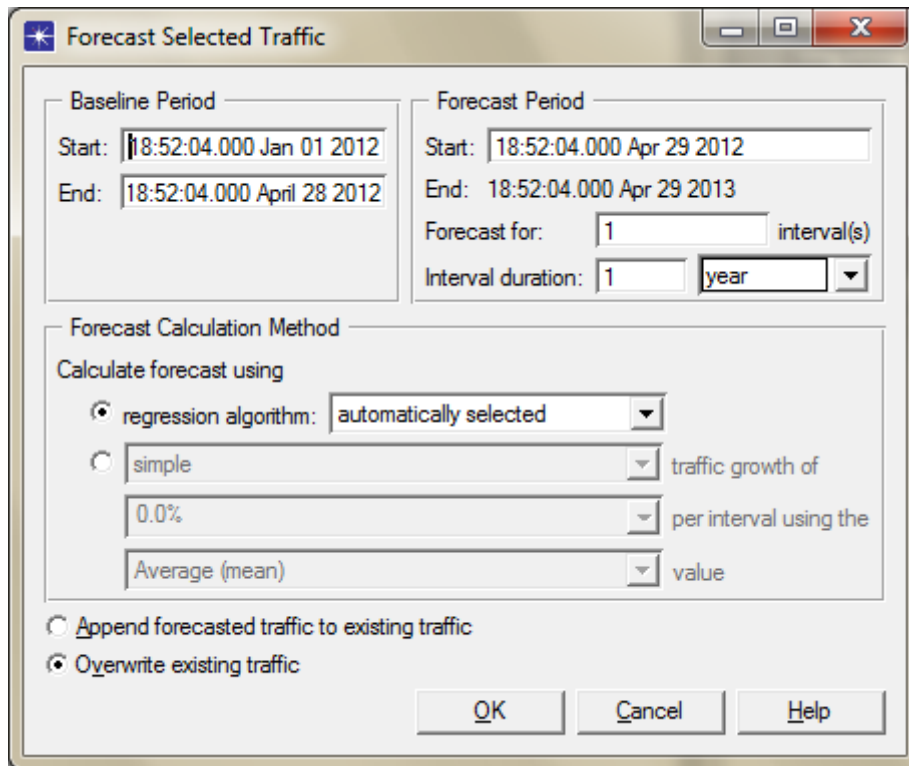 Forecast Selected Traffic
Baseline Period
Start: 18:52:04.000 Jan 01 2012
End: 18:52:04.000 April 28 2012
Forecast Period
Start: 18:52:04.000 Apr 29 2012
End: 18:52:04.000 Apr 29 2013
Forecast for: 1 interval(s)
Interval duration: 1 year
Forecast Calculation Method
Calculate forecast using
regression algorithm: automatically selected
simple traffic growth of
0.0% per interval using the
Average (mean) value
Append forecasted traffic to existing traffic
Overwrite existing traffic
OK Cancel Help